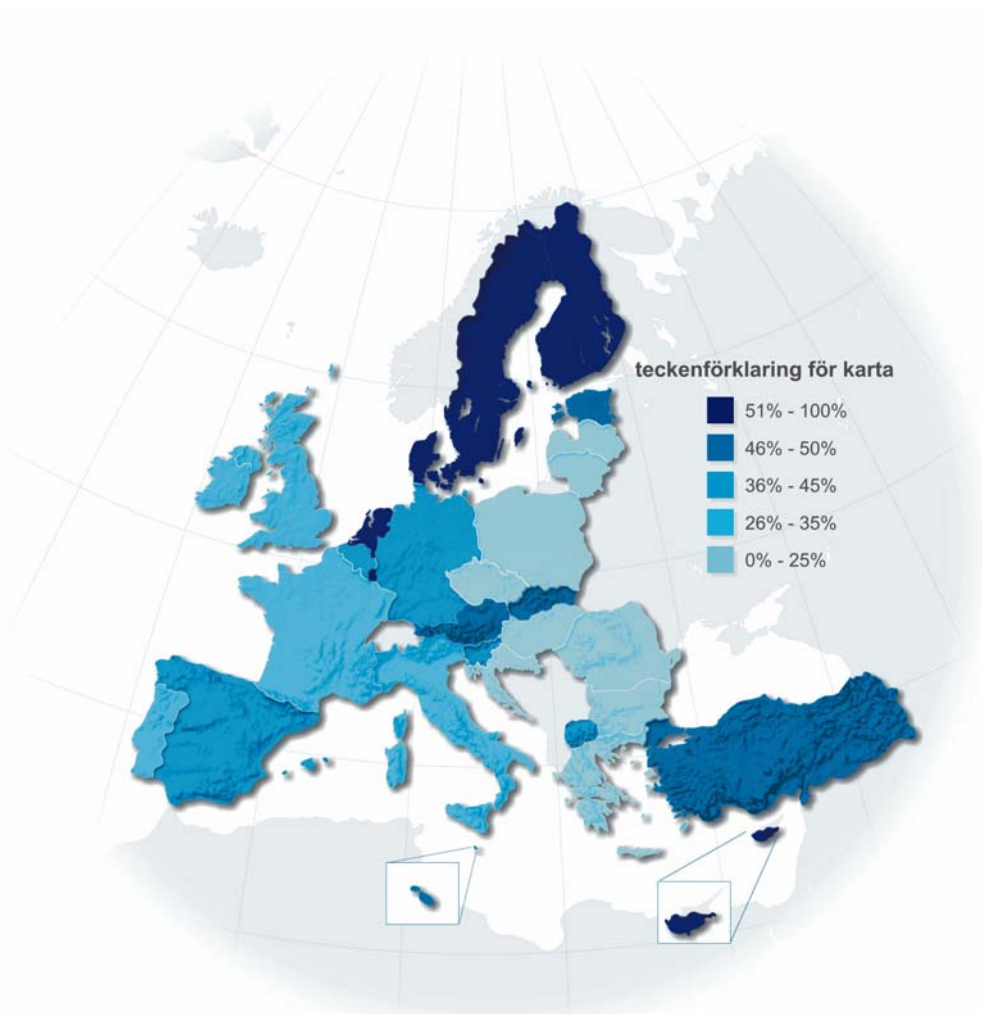 teckenförklaring för karta
51% - 100%
46% - 50%
36% - 45%
26% - 35%
0% - 25%